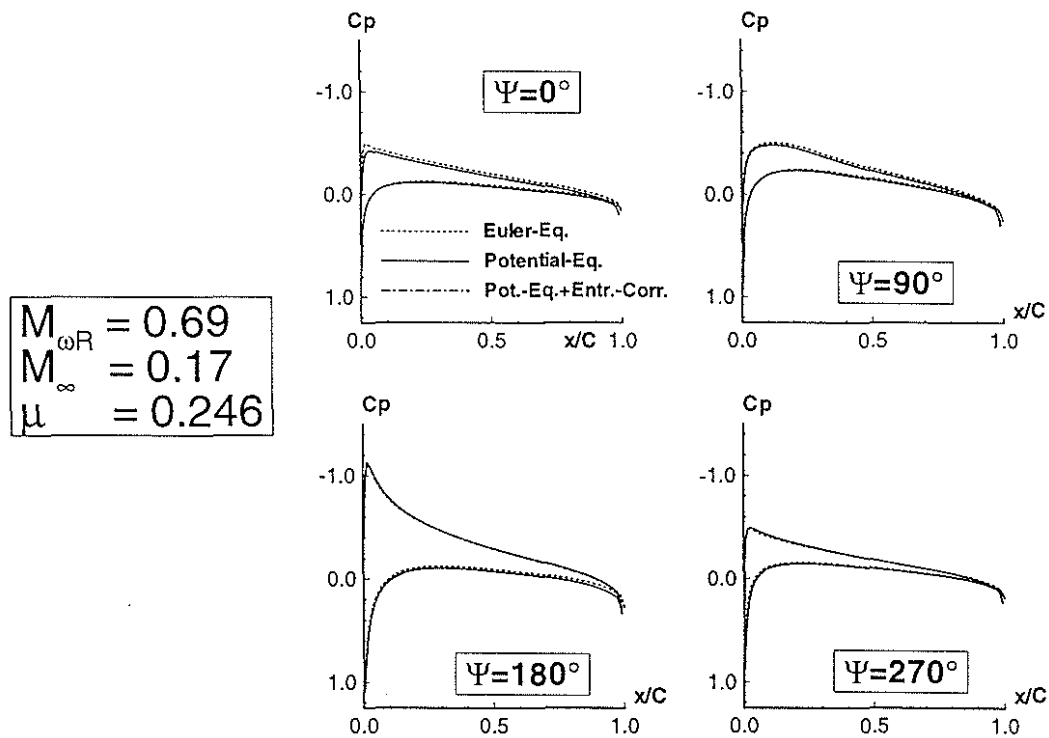 Cp
-1.0
0.0
1.0
Ψ=0°
Euler-Eq.
Potential-Eq.
Pot.-Eq.+Entr.-Corr.
0.0 0.5 x/C 1.0
Cp
-1.0
0.0
1.0
Ψ=90°
x/C
0.0 0.5 1.0
M_ωR = 0.69
M_∞ = 0.17
μ = 0.246
Cp
-1.0
0.0
1.0
Ψ=180°
x/C
0.0 0.5 1.0
Cp
-1.0
0.0
1.0
Ψ=270°
x/C
0.0 0.5 1.0